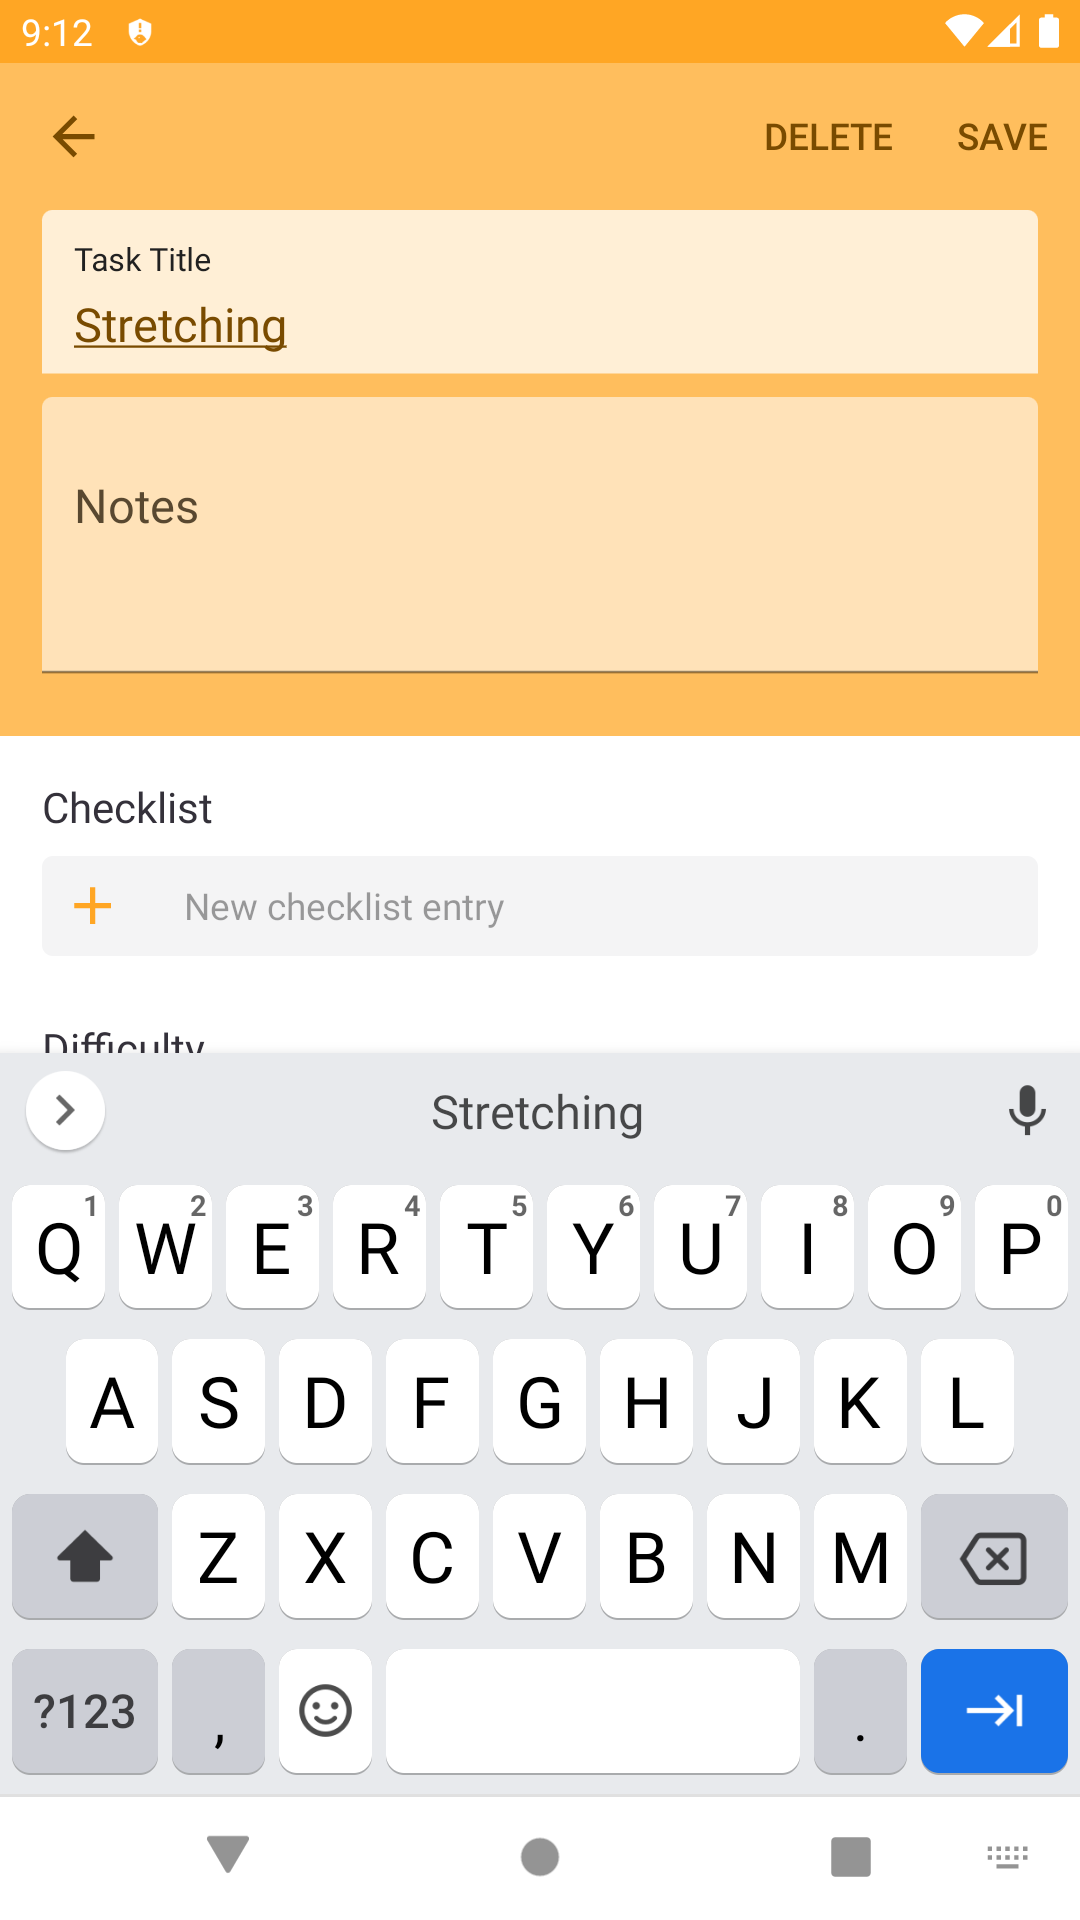 9:12
DELETE SAVE
Task Title
Stretching
Notes
Checklist
New checklist entry
Difficulty
Stretching
Q 1 W 2 E 3 R 4 T 5 Y 6 U 7 I 8 O 9 P 0
A S D F G H J K L
Z X C V B N M
?123 , .